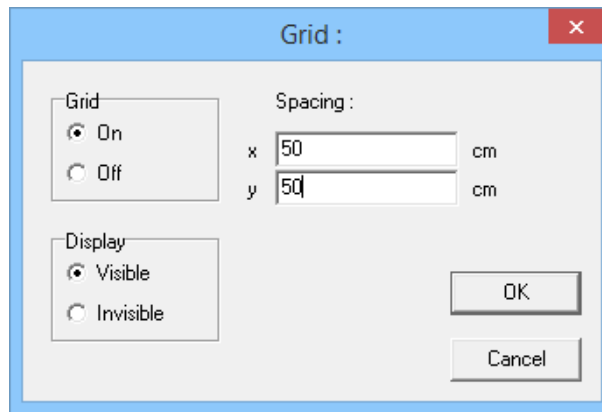 Grid :
Grid
On
Off
Spacing :
x 50 cm
y 50 cm
Display
Visible
Invisible
OK
Cancel